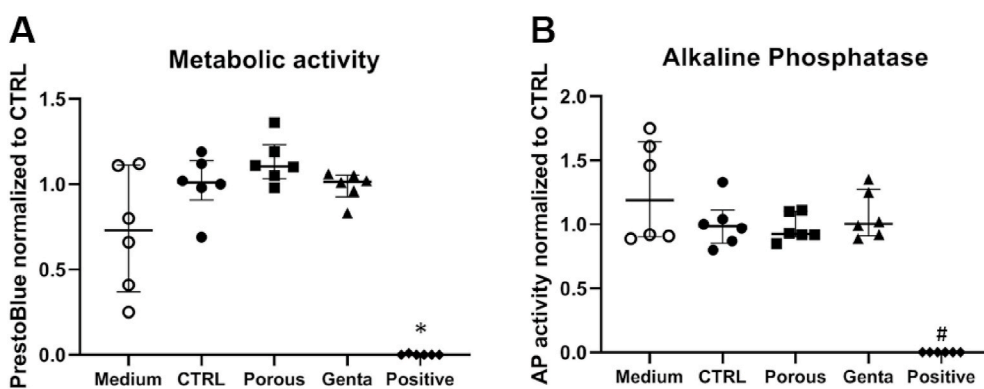 A
Metabolic activity
PrestoBlue normalized to CTRL
1.5
1.0
0.5
0.0
*
Medium CTRL Porous Genta Positive
B
Alkaline Phosphatase
AP activity normalized to CTRL
2.0
1.5
1.0
0.5
0.0
#
Medium CTRL Porous Genta Positive